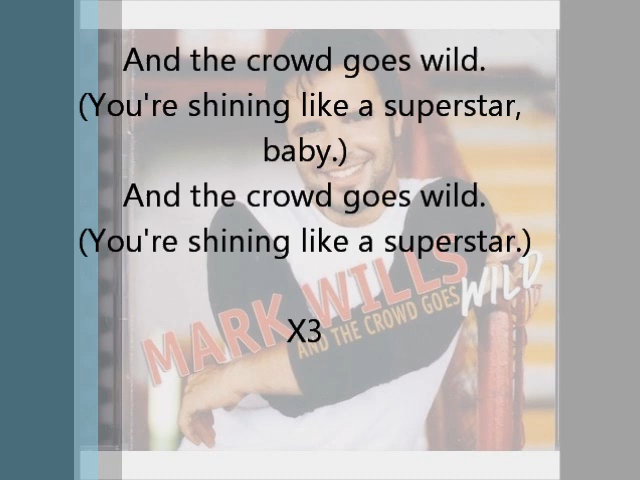 And the crowd goes wild.
(You're shining like a superstar,
baby.)
And the crowd goes wild.
(You're shining like a superstar.)
X3
MARK WILLS
AND THE CROWD GOES WILD